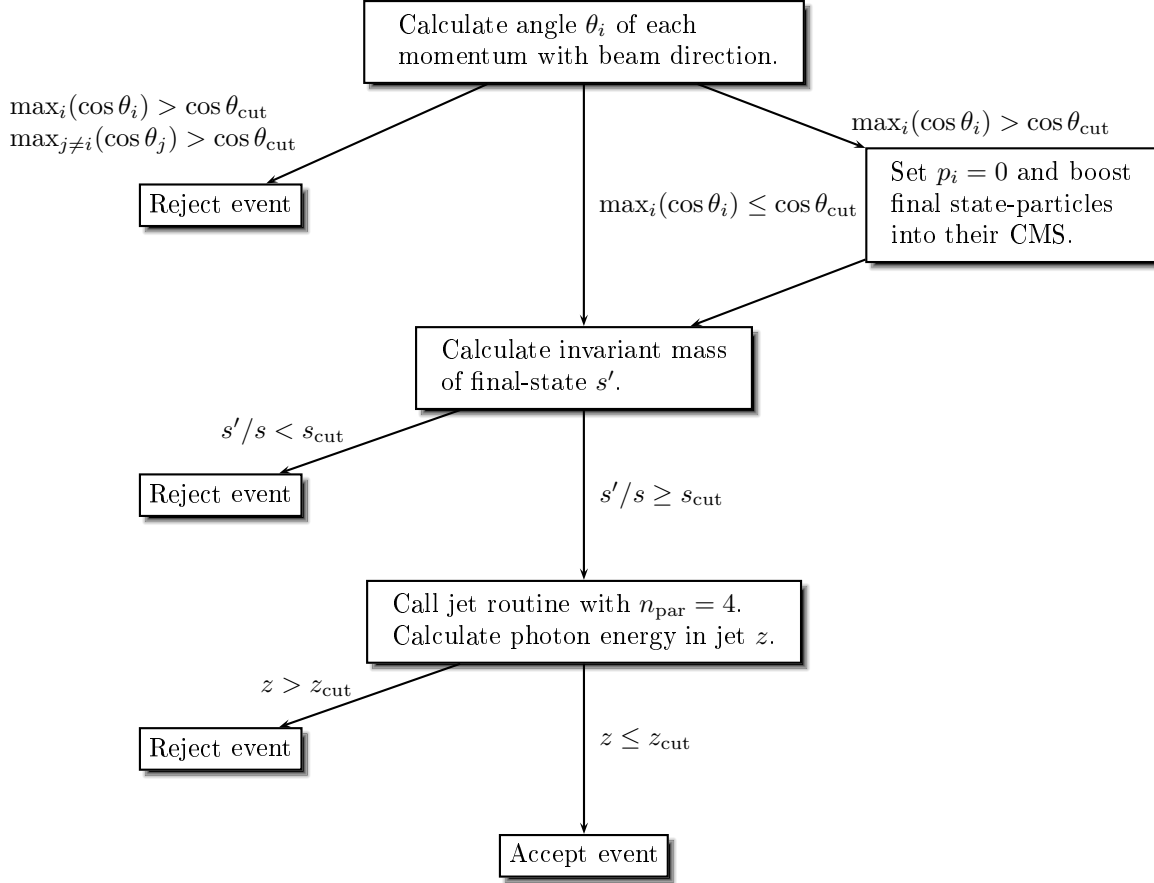 Calculate angle θ_i of each
momentum with beam direction.
max_i(cos θ_i) > cos θ_cut
max_{j≠i}(cos θ_j) > cos θ_cut
Reject event
max_i(cos θ_i) ≤ cos θ_cut
max_i(cos θ_i) > cos θ_cut
Set p_i = 0 and boost
final state-particles
into their CMS.
Calculate invariant mass
of final-state s′.
s′/s < s_cut
Reject event
s′/s ≥ s_cut
Call jet routine with n_par = 4.
Calculate photon energy in jet z.
z > z_cut
Reject event
z ≤ z_cut
Accept event